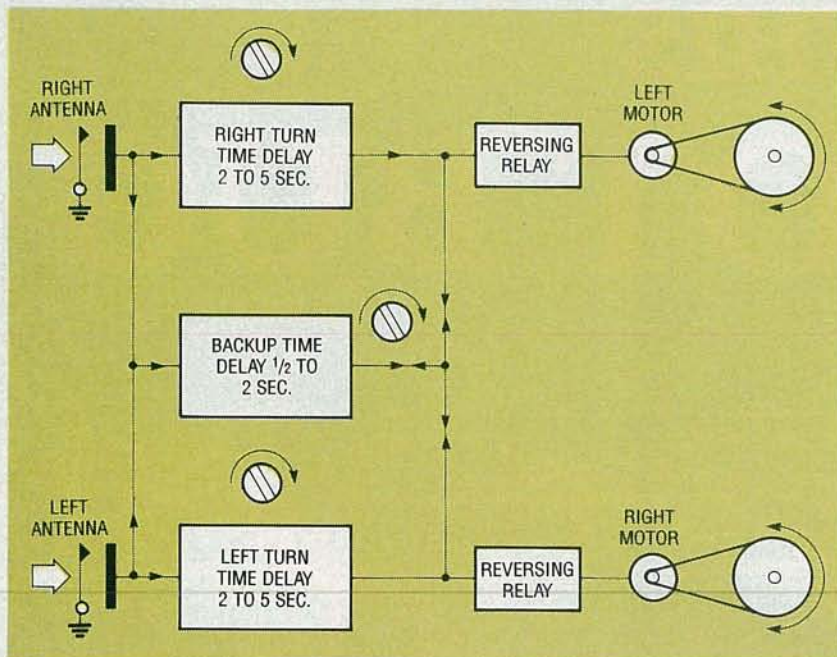 RIGHT
ANTENNA
RIGHT TURN
TIME DELAY
2 TO 5 SEC.
REVERSING
RELAY
LEFT
MOTOR
BACKUP TIME
DELAY 1/2 TO
2 SEC.
LEFT
ANTENNA
LEFT TURN
TIME DELAY
2 TO 5 SEC.
REVERSING
RELAY
RIGHT
MOTOR